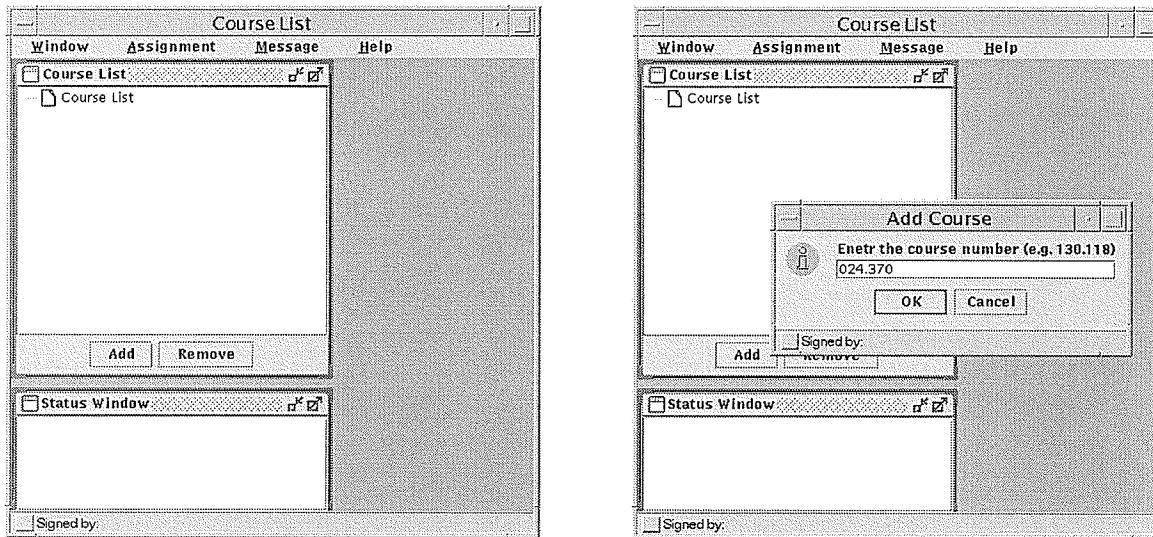 Course List
Window Assignment Message Help
Course List
Course List
Add Remove
Status Window
Signed by:
Course List
Window Assignment Message Help
Course List
Course List
Add Course
Enetr the course number (e.g. 130.118)
024.370
OK Cancel
Signed by:
Add Remove
Status Window
Signed by: